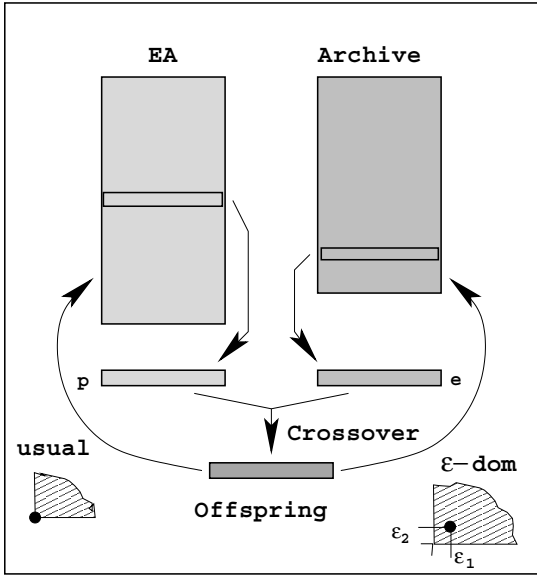 EA
Archive
p
e
Crossover
usual
Offspring
ε-dom
ε2
ε1